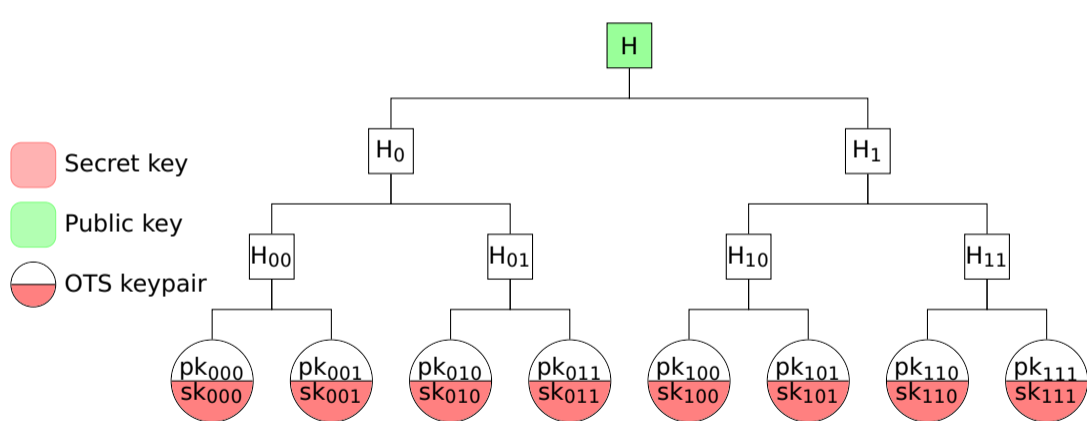 H
H₀ H₁
Secret key
Public key
H₀₀ H₀₁ H₁₀ H₁₁
OTS keypair
pk₀₀₀ pk₀₀₁ pk₀₁₀ pk₀₁₁ pk₁₀₀ pk₁₀₁ pk₁₁₀ pk₁₁₁
sk₀₀₀ sk₀₀₁ sk₀₁₀ sk₀₁₁ sk₁₀₀ sk₁₀₁ sk₁₁₀ sk₁₁₁